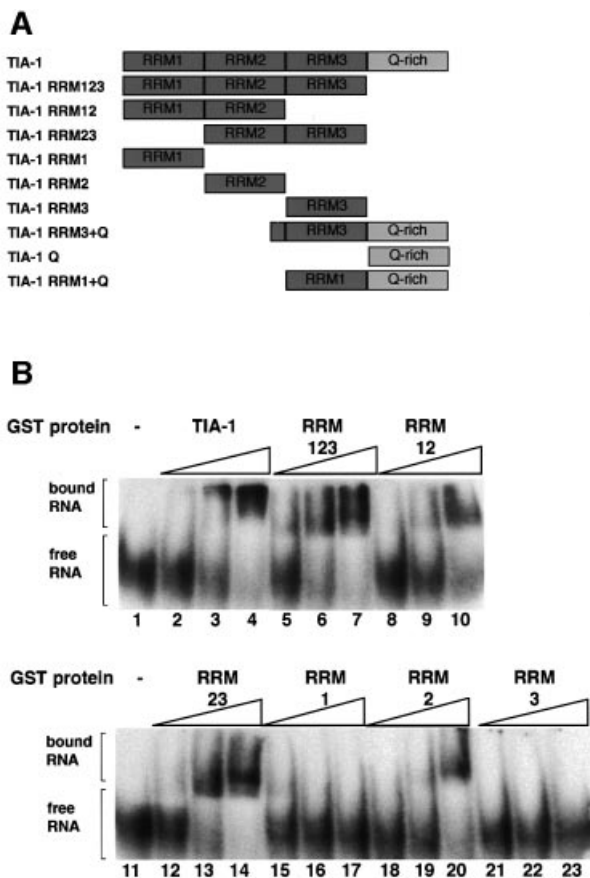 A
TIA-1 RRM1 RRM2 RRM3 Q-rich
TIA-1 RRM123 RRM1 RRM2 RRM3
TIA-1 RRM12 RRM1 RRM2
TIA-1 RRM23 RRM2 RRM3
TIA-1 RRM1 RRM1
TIA-1 RRM2 RRM2
TIA-1 RRM3 RRM3
TIA-1 RRM3+Q RRM3 Q-rich
TIA-1 Q Q-rich
TIA-1 RRM1+Q RRM1 Q-rich
B
GST protein - TIA-1 RRM RRM
123 12
bound
RNA
free
RNA
1 2 3 4 5 6 7 8 9 10
GST protein - RRM RRM RRM RRM
23 1 2 3
bound
RNA
free
RNA
11 12 13 14 15 16 17 18 19 20 21 22 23